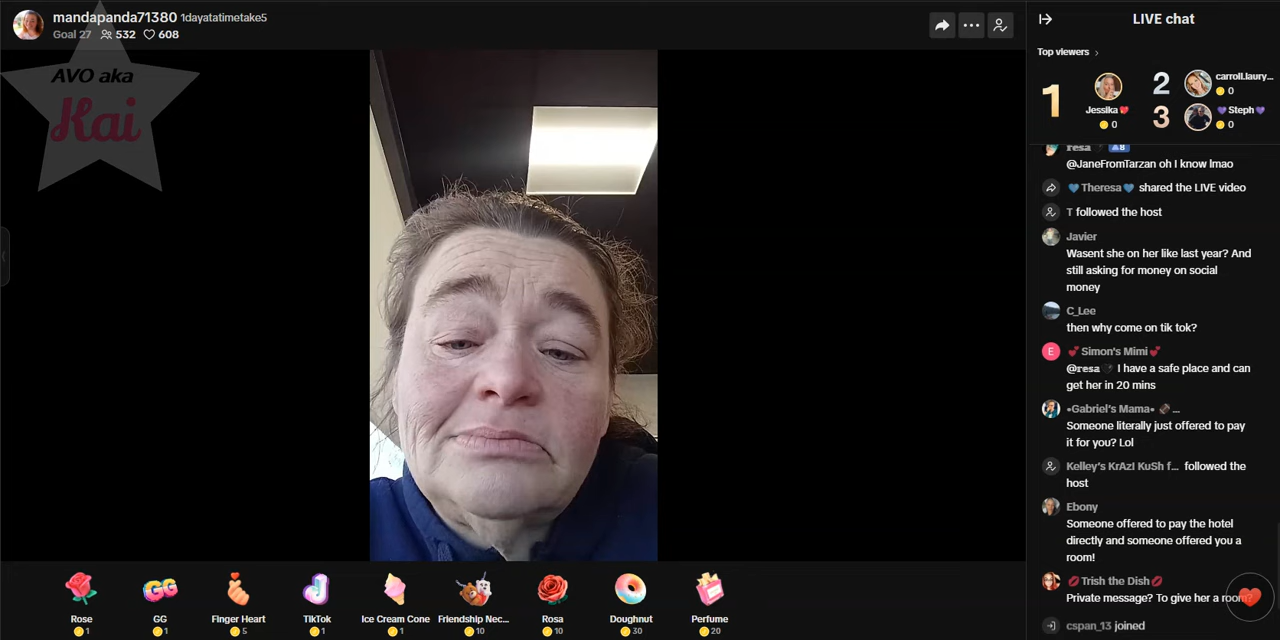 mandapanda71380 1dayatatimetake5
Goal 27 532 608
AVO aka
Kai
LIVE chat
Top viewers >
1
Jessika
0
2
carroll.laury...
0
3
Steph
0
resa 8
@JaneFromTarzan oh I know lmao
Theresa shared the LIVE video
T followed the host
Javier
Wasent she on her like last year? And
still asking for money on social
money
C_Lee
then why come on tik tok?
E Simon's Mimi
@resa I have a safe place and can
get her in 20 mins
•Gabriel's Mama• ...
Someone literally just offered to pay
it for you? Lol
Kelley's KrAzI KuSh f... followed the
host
Ebony
Someone offered to pay the hotel
directly and someone offered you a
room!
Trish the Dish
Private message? To give her a room?
cspan_13 joined
Rose
1
GG
GG
1
Finger Heart
5
TikTok
1
Ice Cream Cone
1
Friendship Nec...
10
Rosa
10
Doughnut
30
Perfume
20